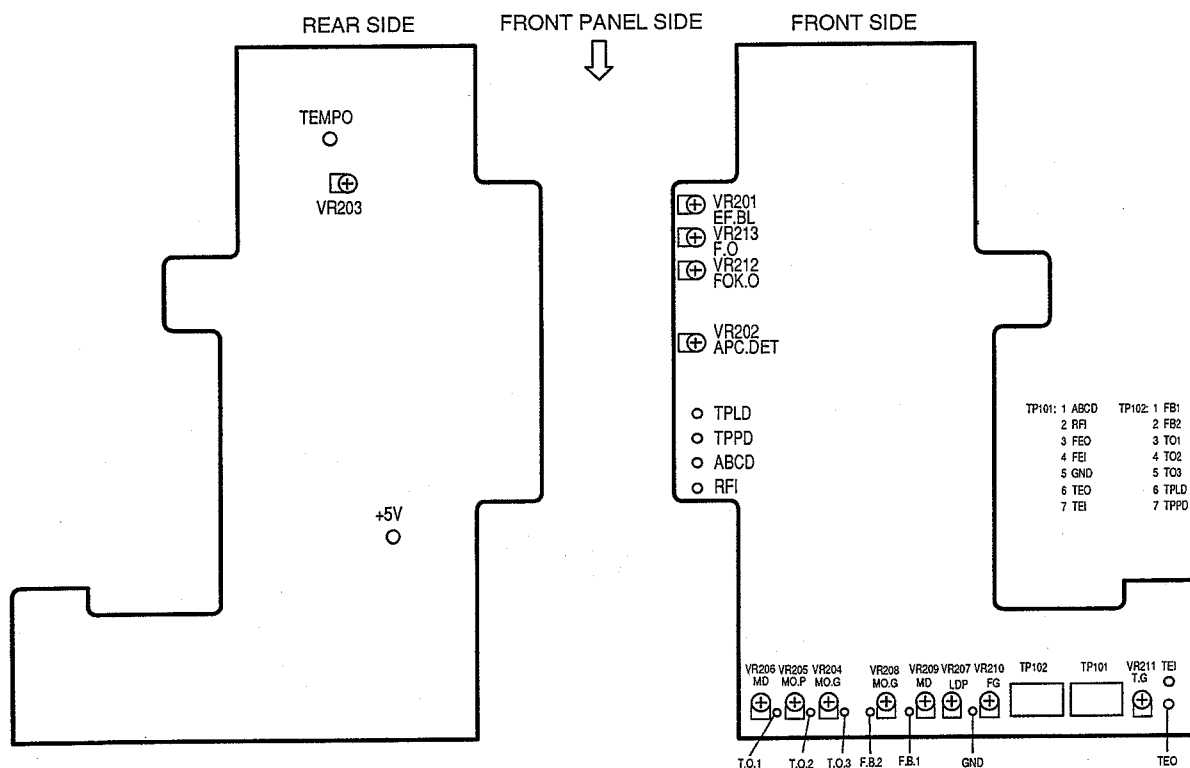 REAR SIDE
FRONT PANEL SIDE
FRONT SIDE
TEMPO
VR203
+5V
VR201
EF.BL
VR213
F.O
VR212
FOK.O
VR202
APC.DET
TPLD
TPPD
ABCD
RFI
TP101: 1 ABCD
2 RFI
3 FEO
4 FEI
5 GND
6 TEO
7 TEI
TP102: 1 FB1
2 FB2
3 TO1
4 TO2
5 TO3
6 TPLD
7 TPPD
VR206
MD
VR205
MO.P
VR204
MO.G
VR208
MO.G
VR209
MD
VR207
LDP
VR210
FG
TP102
TP101
VR211
T.G
TEI
T.O.1
T.O.2
T.O.3
F.B.2
F.B.1
GND
TEO